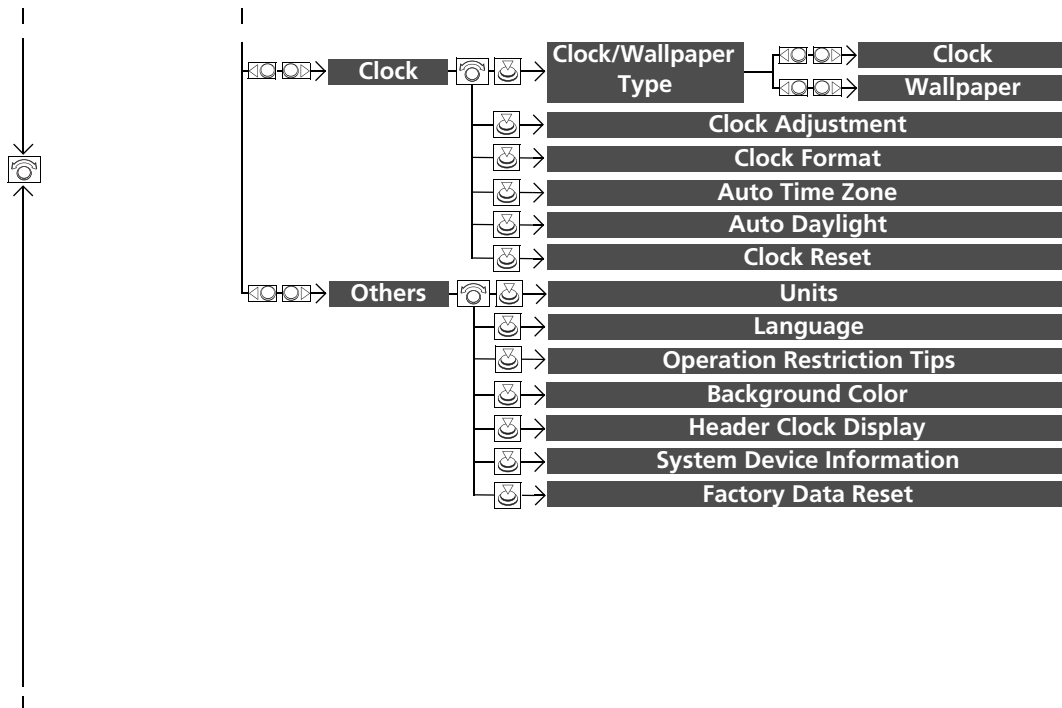 Clock
Clock/Wallpaper
Type
Clock
Wallpaper
Clock Adjustment
Clock Format
Auto Time Zone
Auto Daylight
Clock Reset
Others
Units
Language
Operation Restriction Tips
Background Color
Header Clock Display
System Device Information
Factory Data Reset